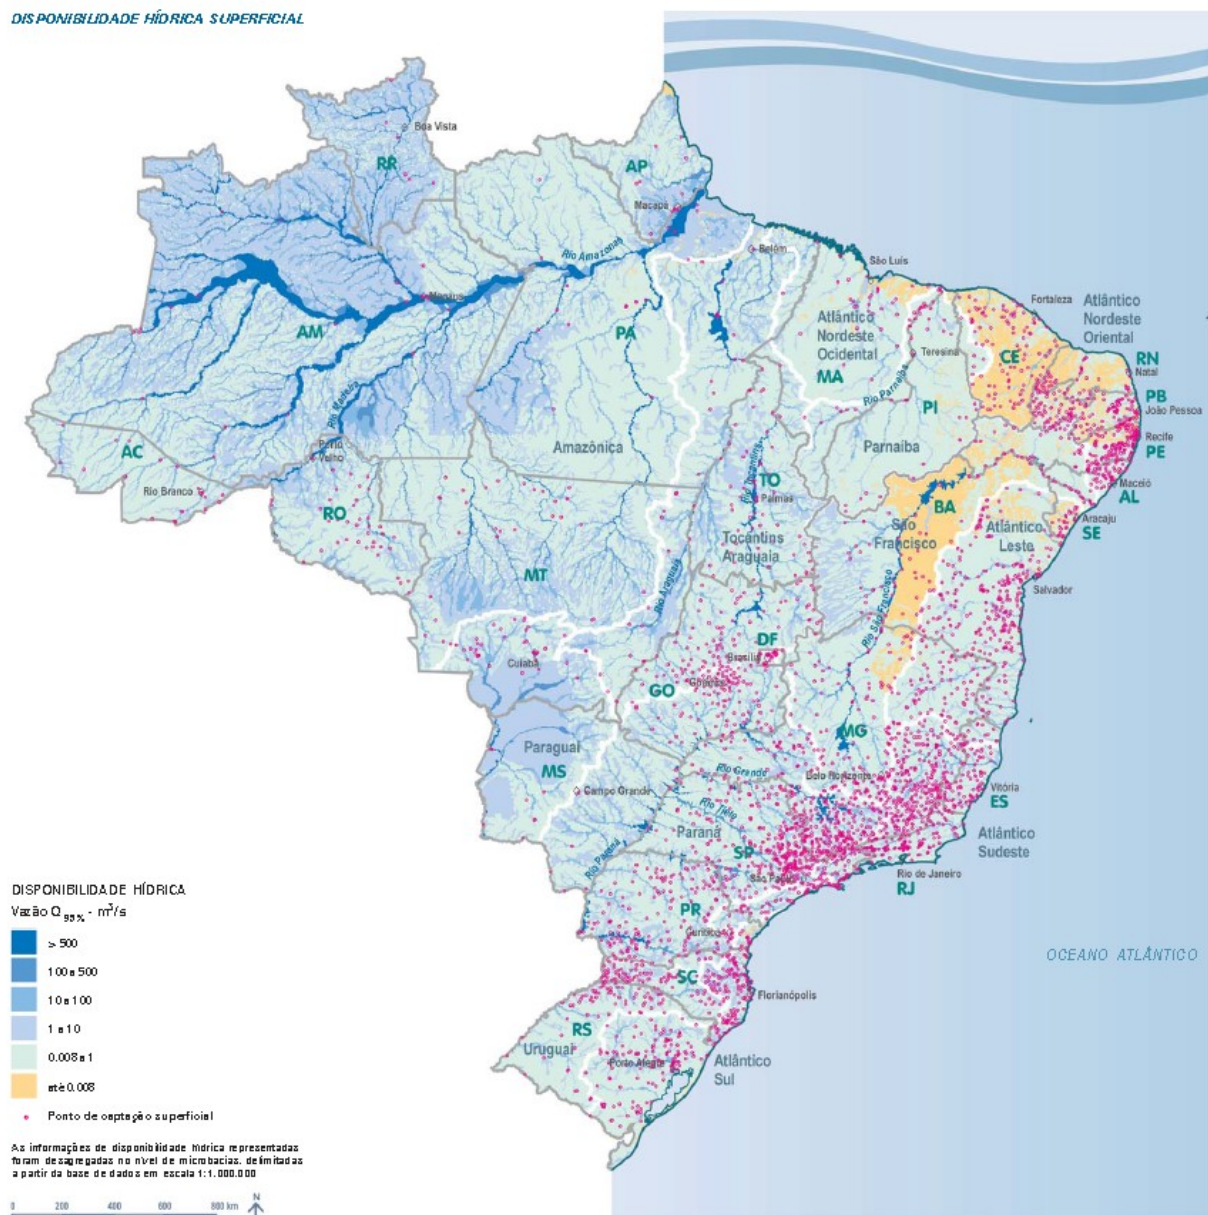 DISPONIBILIDADE HÍDRICA SUPERFICIAL
Boa Vista
RR
AP
Macapá
Belém
Rio Amazonas
São Luís
Manaus
Fortaleza
Atlântico
Nordeste
Oriental
AM
PA
Atlântico
Nordeste
Ocidental
Teresina
CE
RN
Natal
MA
Rio Parnaíba
PI
PB
João Pessoa
Rio Madeira
Recife
PE
AC
Porto
Velho
Amazônica
Parnaíba
Rio Tocantins
TO
Palmas
Maceió
AL
Rio Branco
RO
BA
São
Francisco
Aracaju
SE
Atlântico
Leste
Tocantins
Araguaia
MT
Rio Araguaia
Salvador
Rio São Francisco
DF
Brasília
Cuiabá
GO
Goiânia
MG
Paraguai
MS
Rio Grande
Belo Horizonte
Vitória
ES
Campo Grande
Rio Tietê
Paraná
Atlântico
Sudeste
SP
Rio Paraná
São Paulo
Rio de Janeiro
RJ
PR
Curitiba
OCEANO ATLÂNTICO
SC
Florianópolis
RS
Uruguai
Porto Alegre
Atlântico
Sul
DISPONIBILIDADE HÍDRICA
Vazão Q 95% - m³/s
> 500
100 a 500
10 a 100
1 a 10
0.008 a 1
até 0.008
Ponto de captação superficial
As informações de disponibilidade hídrica representadas
foram desagregadas no nível de microbacias, delimitadas
a partir da base de dados em escala 1:1.000.000
0 200 400 600 800 km
N